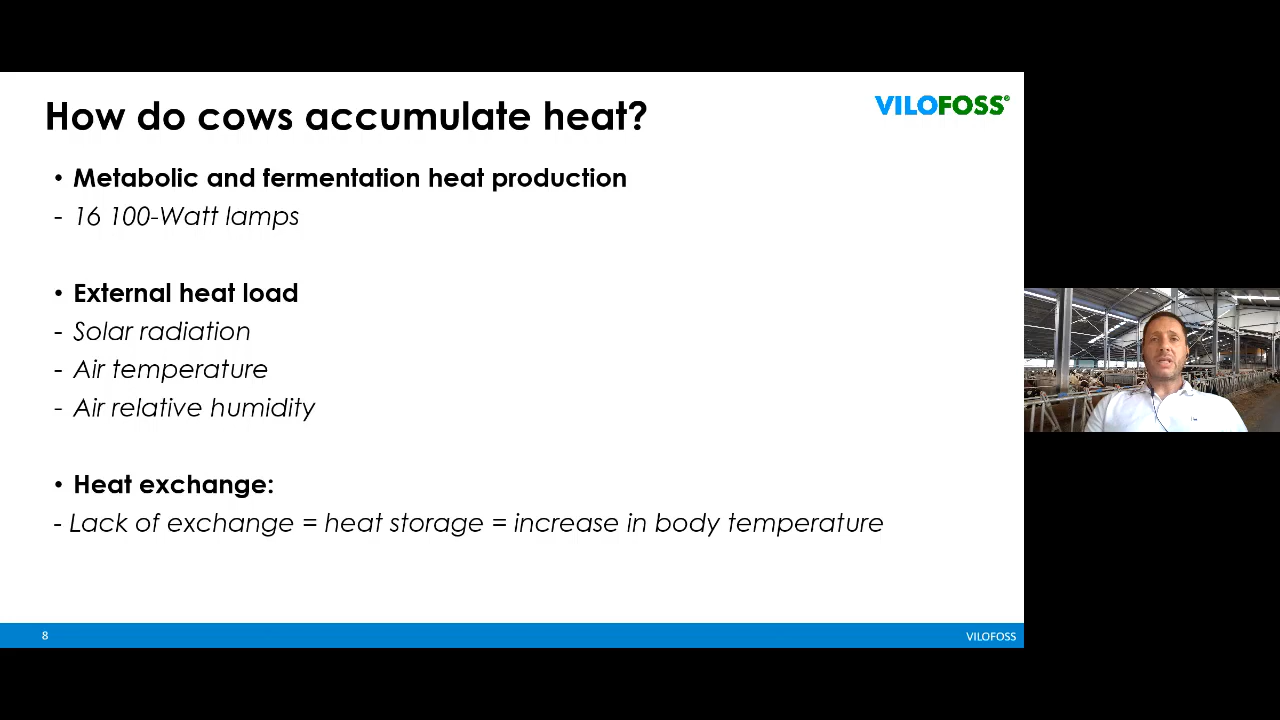 How do cows accumulate heat?
VILOFOSS®
• Metabolic and fermentation heat production
- 16 100-Watt lamps
• External heat load
- Solar radiation
- Air temperature
- Air relative humidity
• Heat exchange:
- Lack of exchange = heat storage = increase in body temperature
8
VILOFOSS